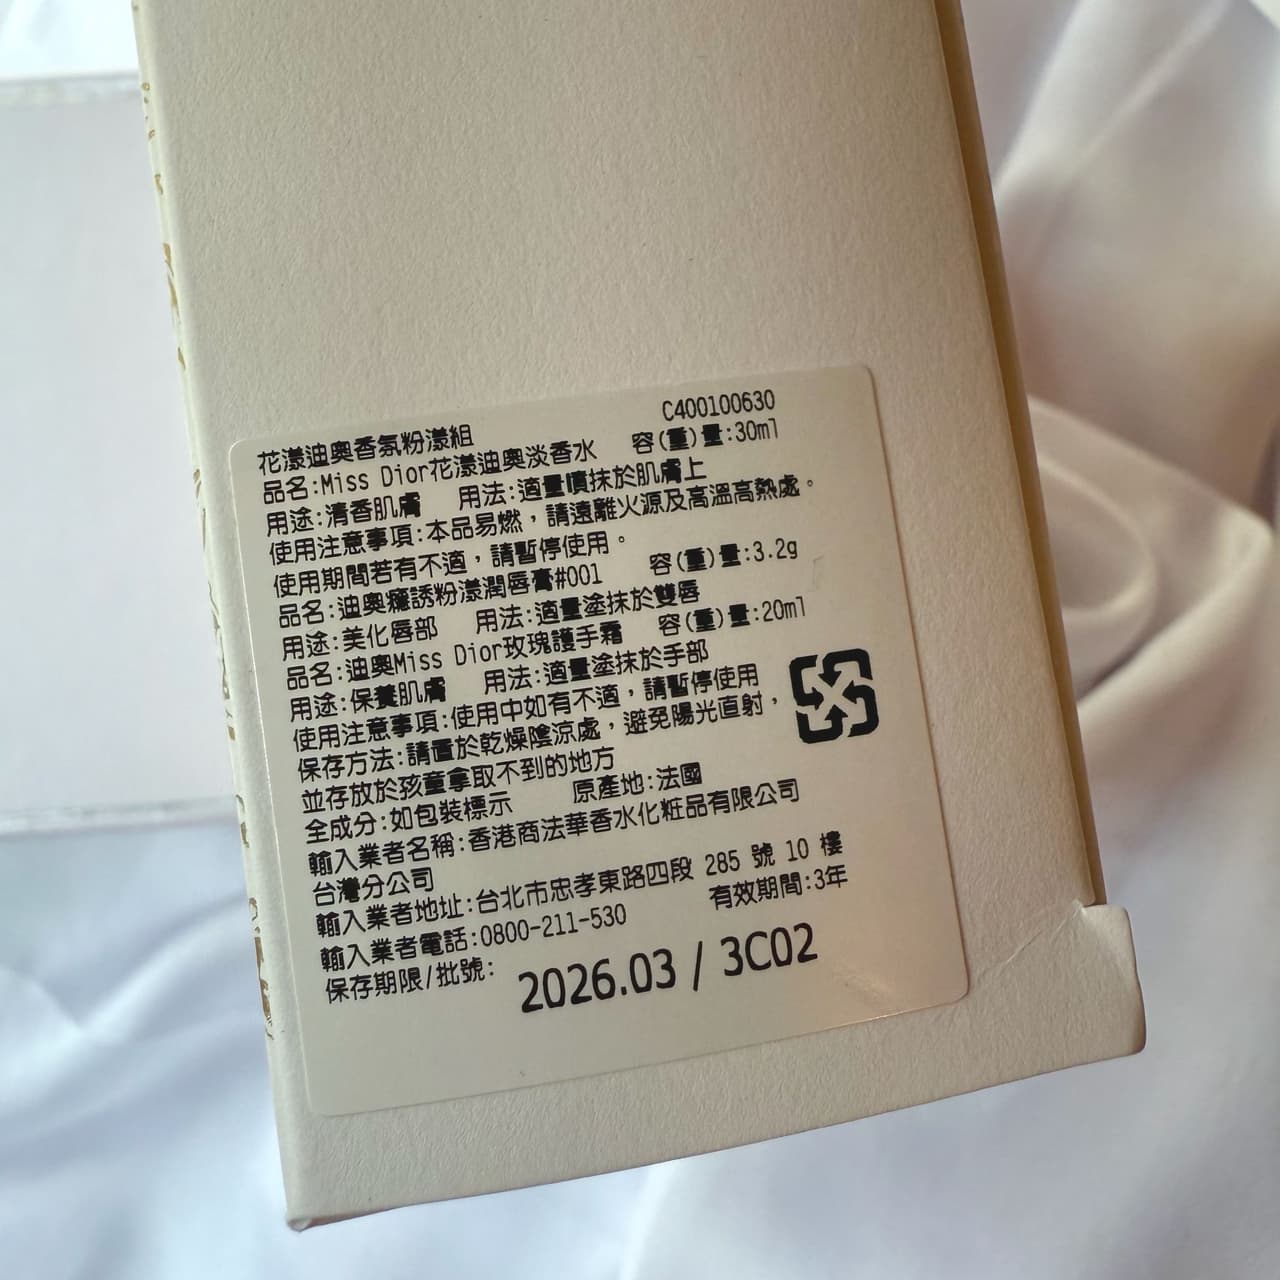 C400100630
花漾迪奧香氛粉漾組
品名:Miss Dior花漾迪奧淡香水 容(重)量:30ml
用途:清香肌膚 用法:適量噴抹於肌膚上
使用注意事項:本品易燃，請遠離火源及高溫高熱處。
使用期間若有不適，請暫停使用。
品名:迪奧癮誘粉漾潤唇膏#001 容(重)量:3.2g
用途:美化唇部 用法:適量塗抹於雙唇
品名:迪奧Miss Dior玫瑰護手霜 容(重)量:20ml
用途:保養肌膚 用法:適量塗抹於手部
使用注意事項:使用中如有不適，請暫停使用
保存方法:請置於乾燥陰涼處，避免陽光直射，
並存放於孩童拿取不到的地方
全成分:如包裝標示 原產地:法國
輸入業者名稱:香港商法華香水化粧品有限公司
台灣分公司
輸入業者地址:台北市忠孝東路四段 285 號 10 樓
輸入業者電話:0800-211-530 有效期間:3年
保存期限/批號: 2026.03 / 3C02